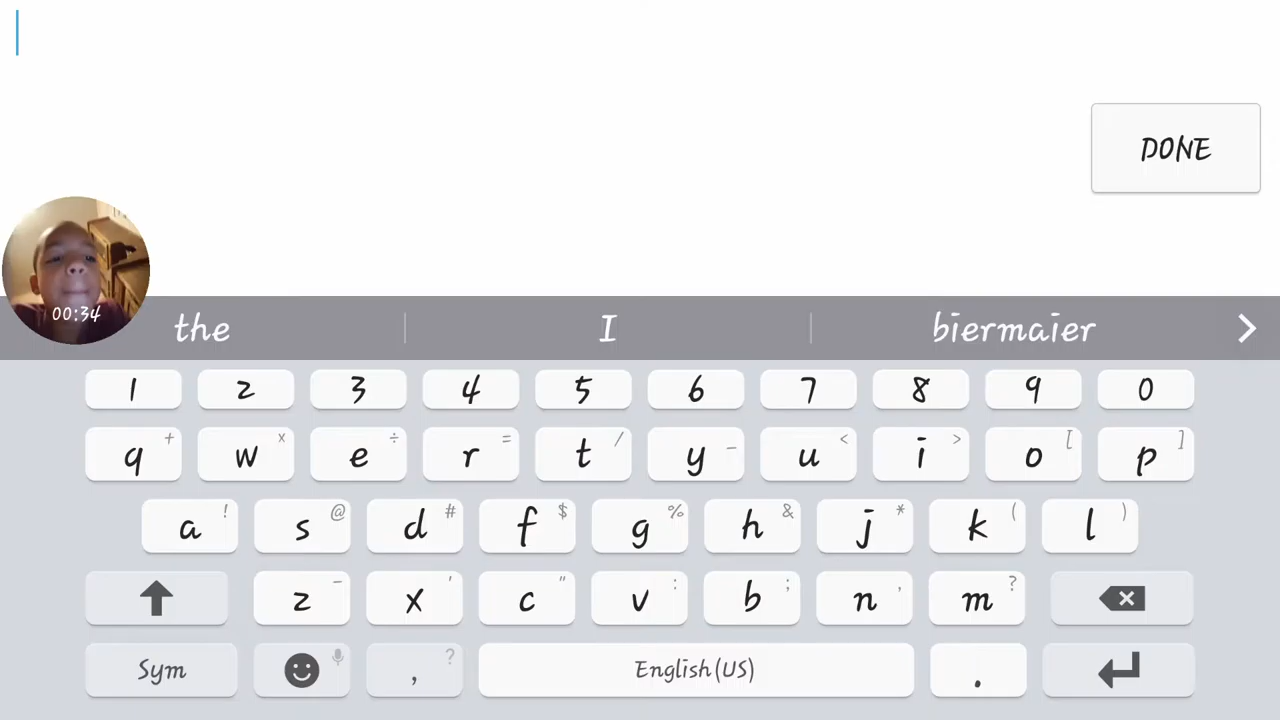 DONE
00:34
the I biermaier
1 2 3 4 5 6 7 8 9 0
q + w x e ÷ r = t / y _ u < i > o [ p ]
a ! s @ d # f $ g % h & j * k ( l )
z - x ' c " v : b ; n , m ?
Sym , ? English(US) .